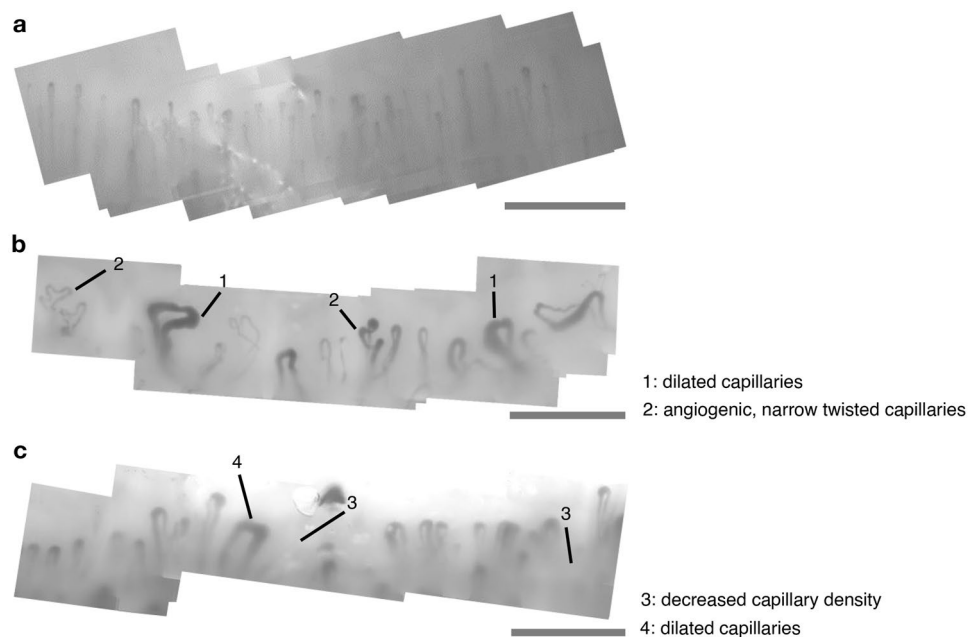 a
b
2
1
2
1
1: dilated capillaries
2: angiogenic, narrow twisted capillaries
c
4
3
3
3: decreased capillary density
4: dilated capillaries